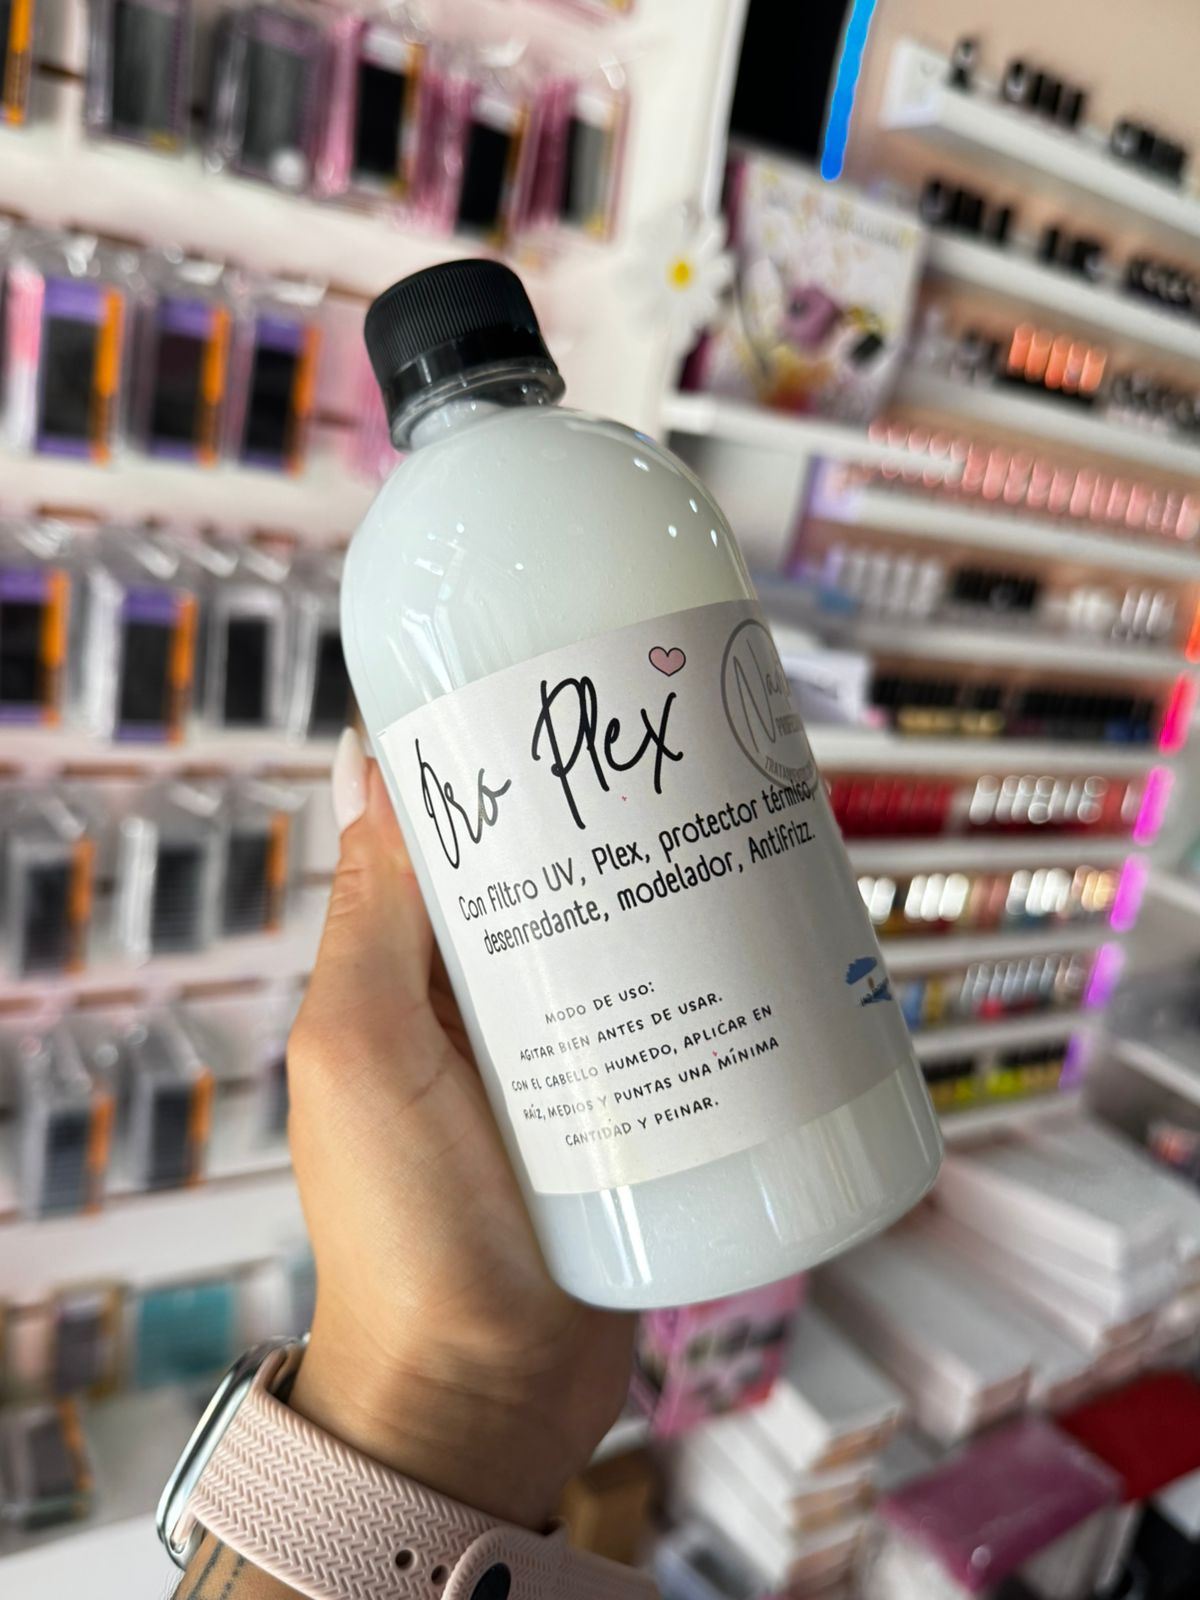 Oro Plex
Con filtro UV, Plex, protector térmico,
desenredante, modelador, Antifrizz.
MODO DE USO:
AGITAR BIEN ANTES DE USAR.
CON EL CABELLO HUMEDO, APLICAR EN
RAÍZ, MEDIOS Y PUNTAS UNA MÍNIMA
CANTIDAD Y PEINAR.